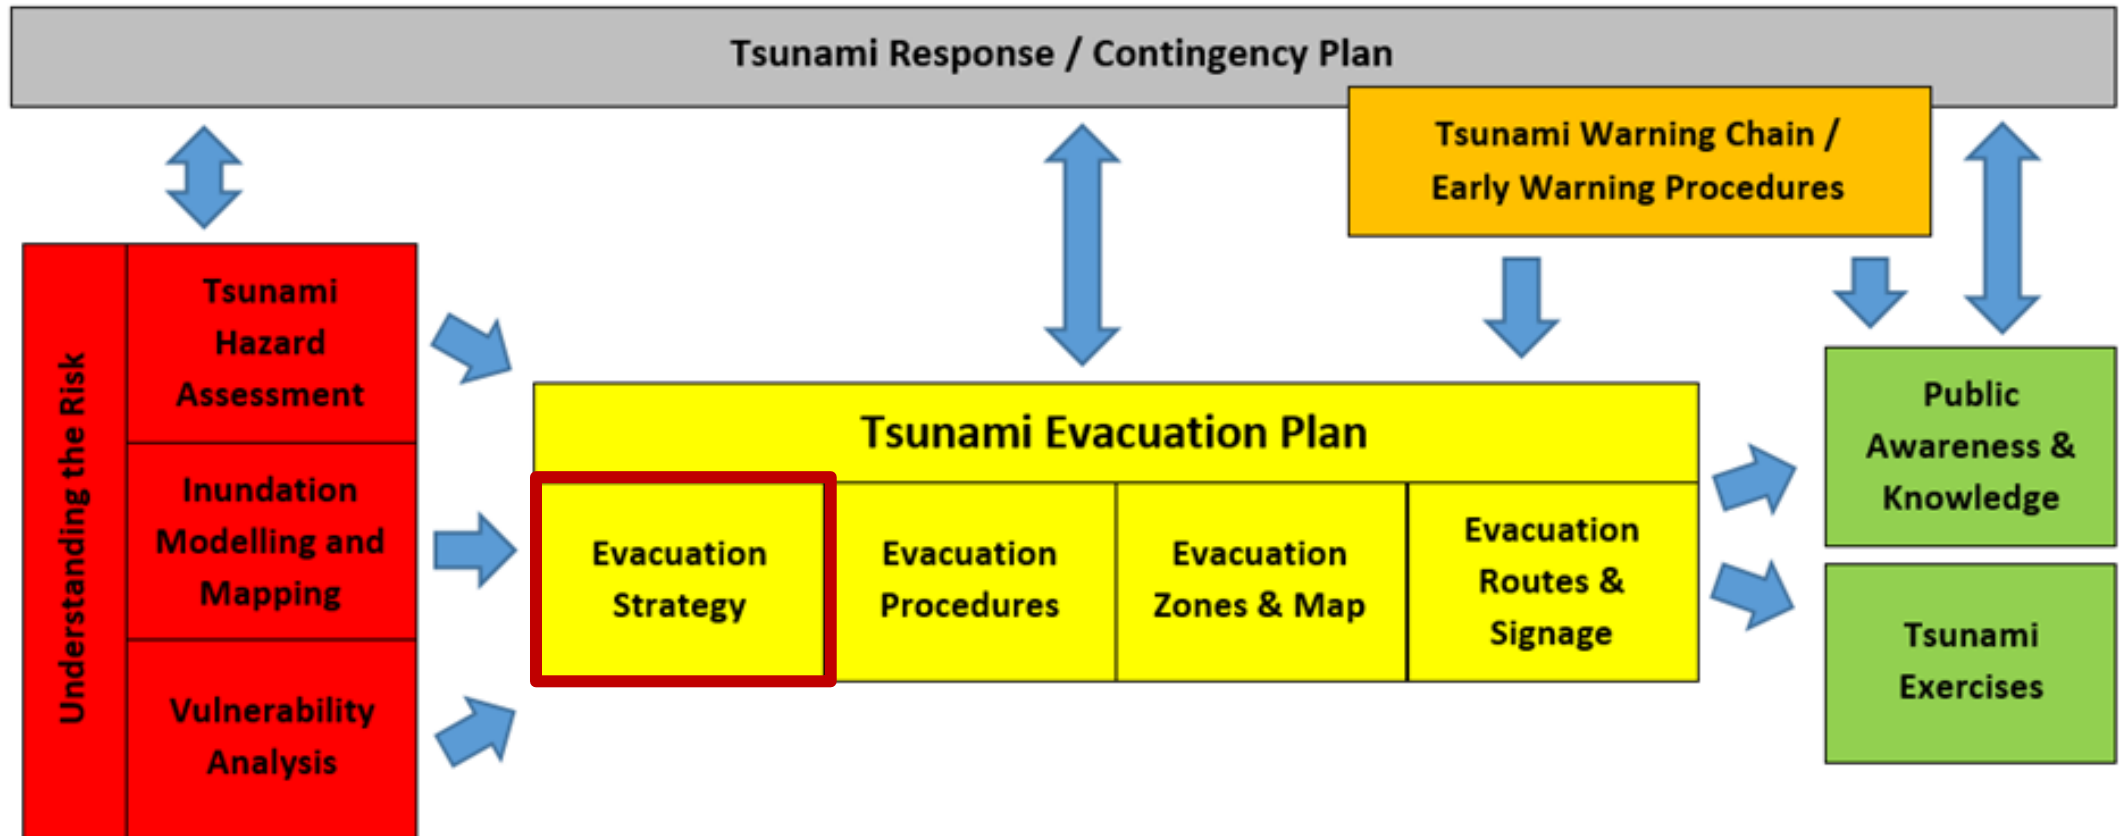 Tsunami Response / Contingency Plan
Tsunami Warning Chain /
Early Warning Procedures
Understanding the Risk
Tsunami
Hazard
Assessment
Inundation
Modelling and
Mapping
Vulnerability
Analysis
Tsunami Evacuation Plan
Evacuation
Strategy
Evacuation
Procedures
Evacuation
Zones & Map
Evacuation
Routes &
Signage
Public
Awareness &
Knowledge
Tsunami
Exercises